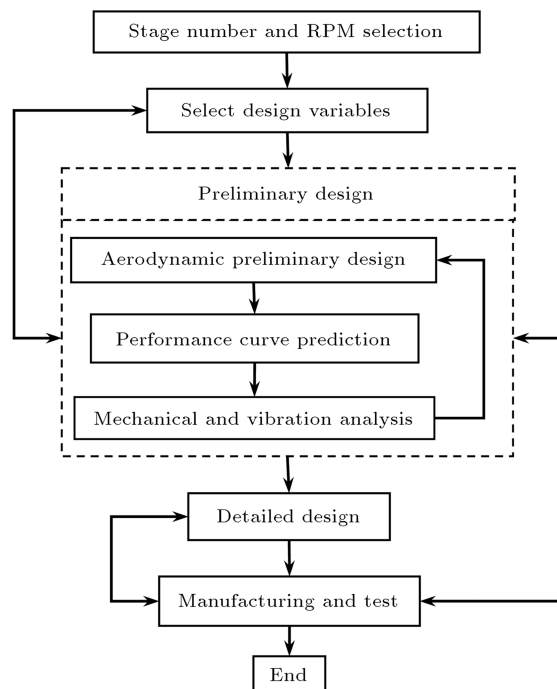 Stage number and RPM selection
Select design variables
Preliminary design
Aerodynamic preliminary design
Performance curve prediction
Mechanical and vibration analysis
Detailed design
Manufacturing and test
End